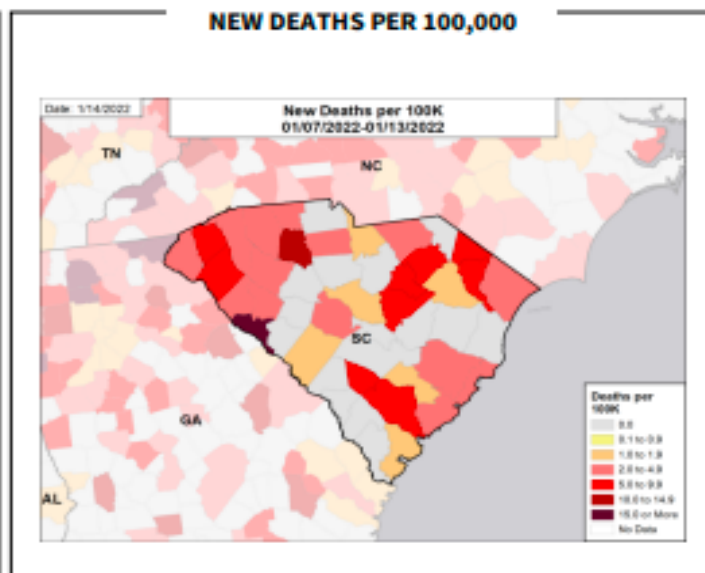 NEW DEATHS PER 100,000
Date: 1/14/2022
New Deaths per 100K
01/07/2022-01/13/2022
TN
NC
SC
GA
AL
Deaths per
100K
0.0
0.1 to 0.9
1.0 to 1.9
2.0 to 4.9
5.0 to 9.9
10.0 to 14.9
15.0 or More
No Data